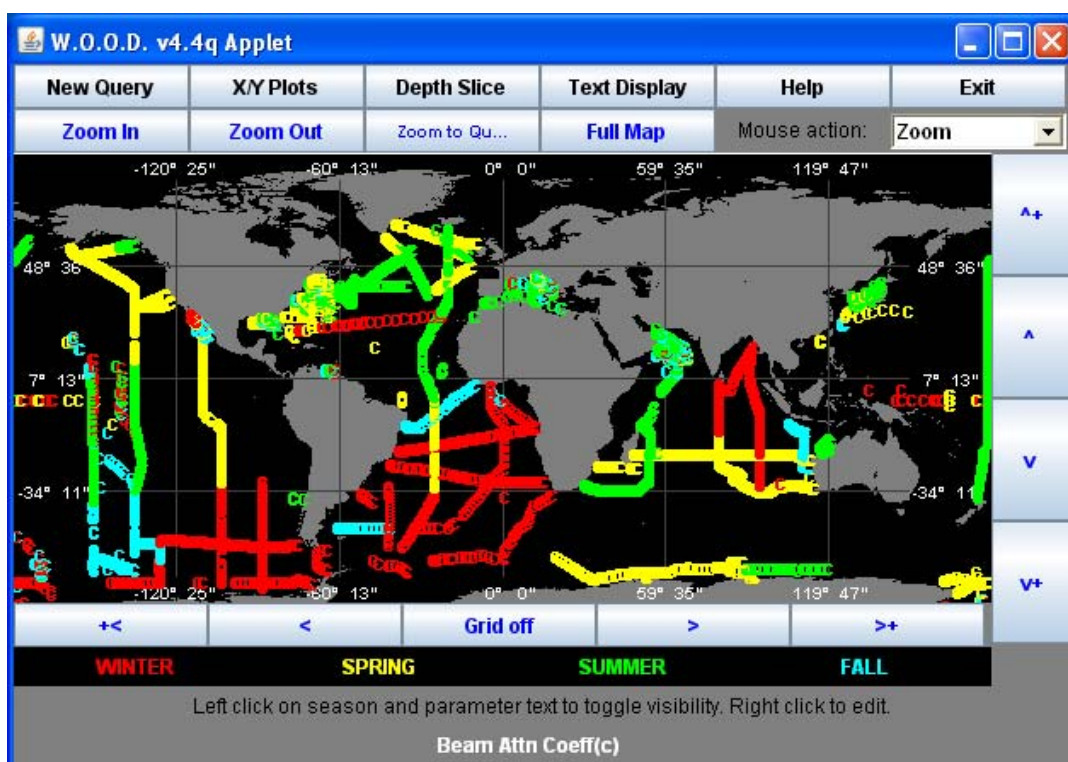 W.O.O.D. v4.4q Applet
New Query X/Y Plots Depth Slice Text Display Help Exit
Zoom In Zoom Out Zoom to Qu... Full Map Mouse action: Zoom
-120° 25" -60° 13" 0° 0" 59° 35" 119° 47"
^+
48° 36" 48° 36"
^
7° 13" 7° 13"
v
-34° 11" -34° 11"
v+
-120° 25" -60° 13" 0° 0" 59° 35" 119° 47"
+< < Grid off > >+
WINTER SPRING SUMMER FALL
Left click on season and parameter text to toggle visibility. Right click to edit.
Beam Attn Coeff(c)